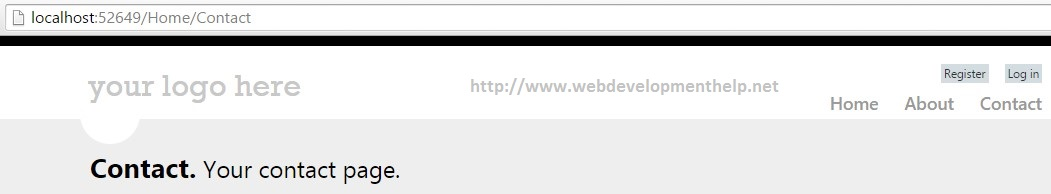 localhost:52649/Home/Contact
Register Log in
your logo here http://www.webdevelopmenthelp.net
Home About Contact
Contact. Your contact page.